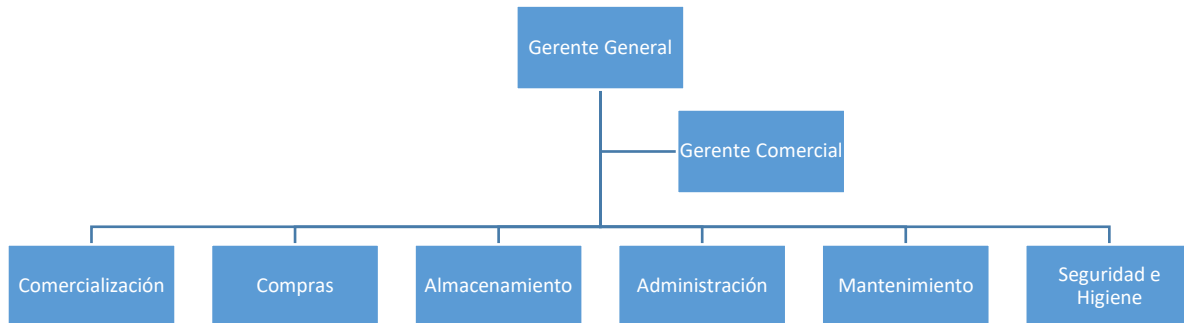 Gerente General
Gerente Comercial
Comercialización
Compras
Almacenamiento
Administración
Mantenimiento
Seguridad e
Higiene